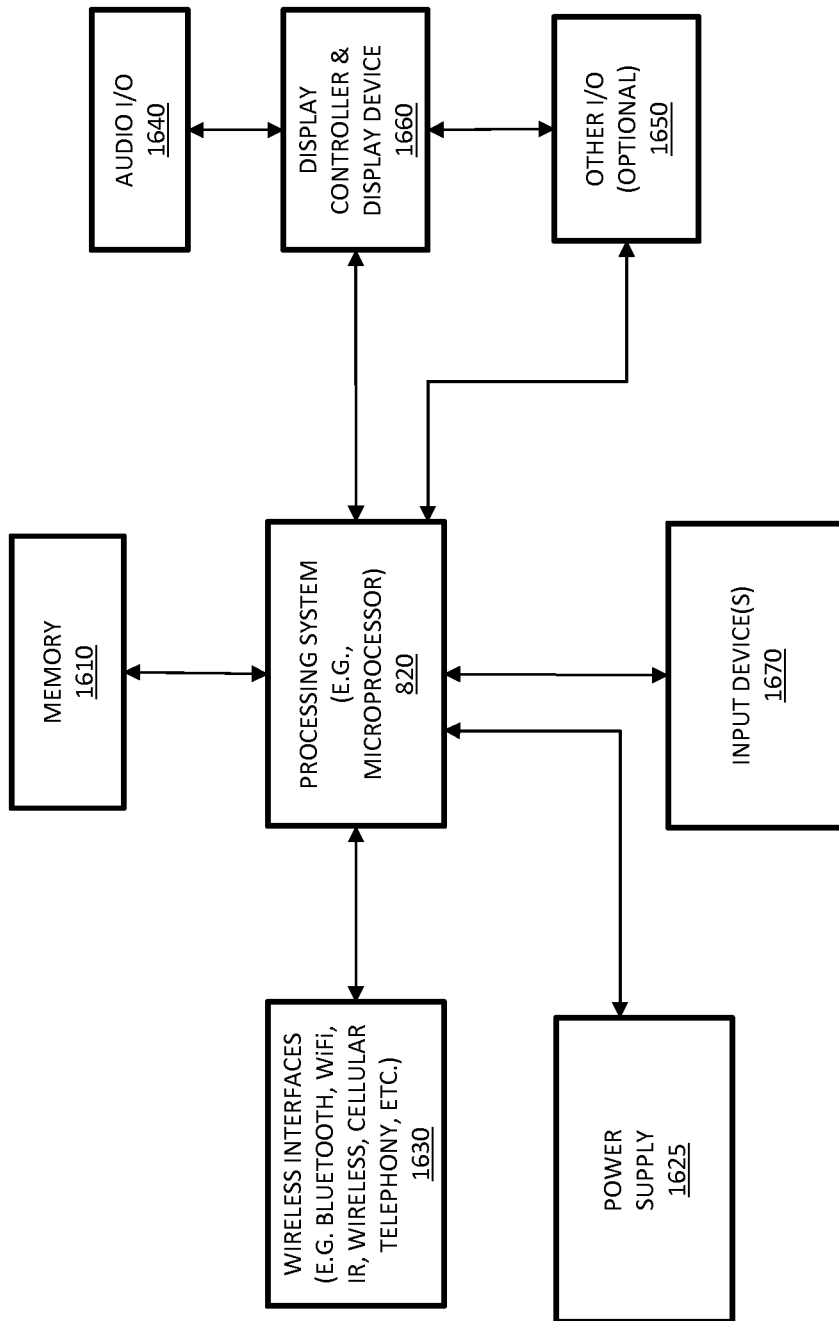 MEMORY
1610
AUDIO I/O
1640
WIRELESS INTERFACES
(E.G. BLUETOOTH, WiFi,
IR, WIRELESS, CELLULAR
TELEPHONY, ETC.)
1630
PROCESSING SYSTEM
(E.G.,
MICROPROCESSOR)
820
DISPLAY
CONTROLLER &
DISPLAY DEVICE
1660
POWER
SUPPLY
1625
INPUT DEVICE(S)
1670
OTHER I/O
(OPTIONAL)
1650